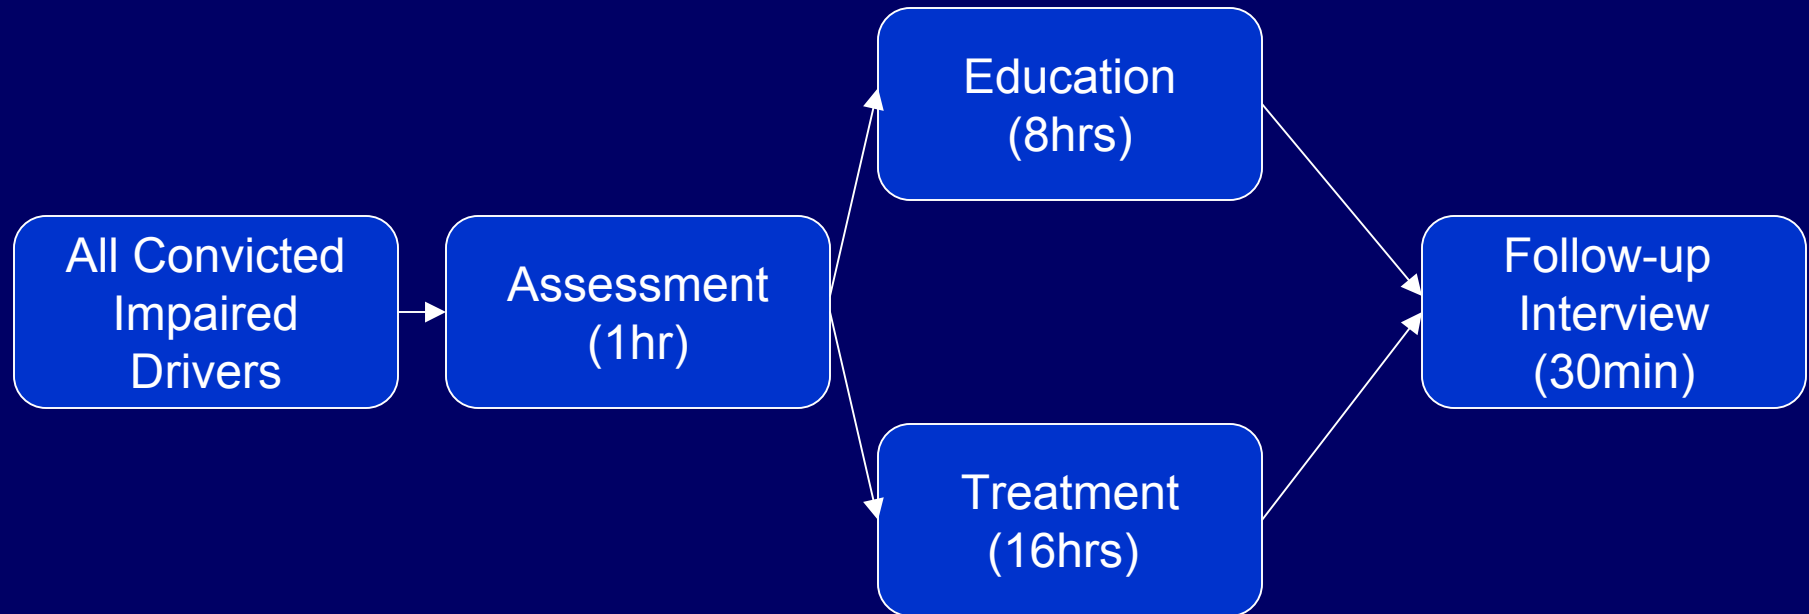 All Convicted
Impaired
Drivers
Assessment
(1hr)
Education
(8hrs)
Treatment
(16hrs)
Follow-up
Interview
(30min)